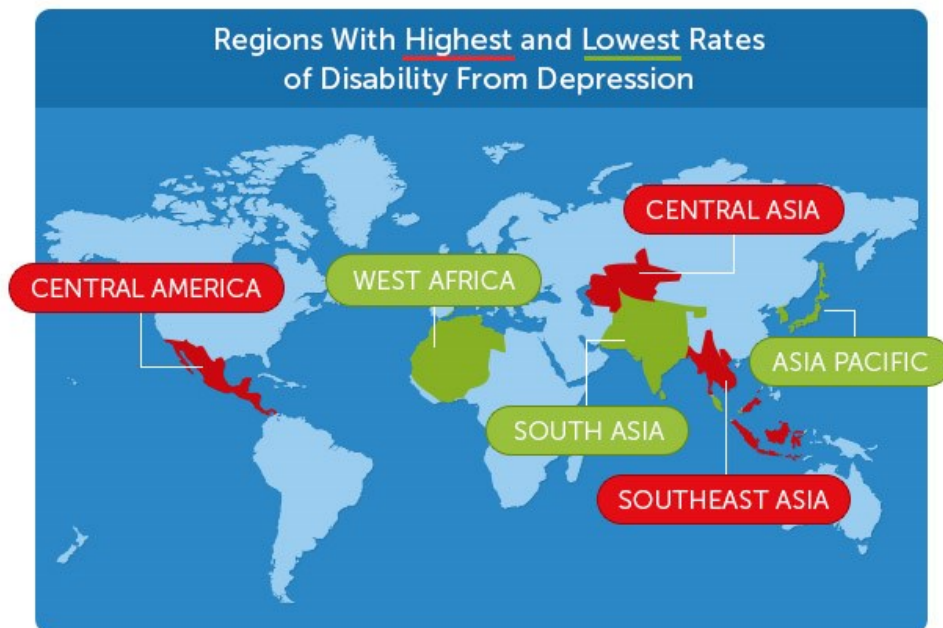 Regions With Highest and Lowest Rates
of Disability From Depression
CENTRAL ASIA
CENTRAL AMERICA
WEST AFRICA
ASIA PACIFIC
SOUTH ASIA
SOUTHEAST ASIA